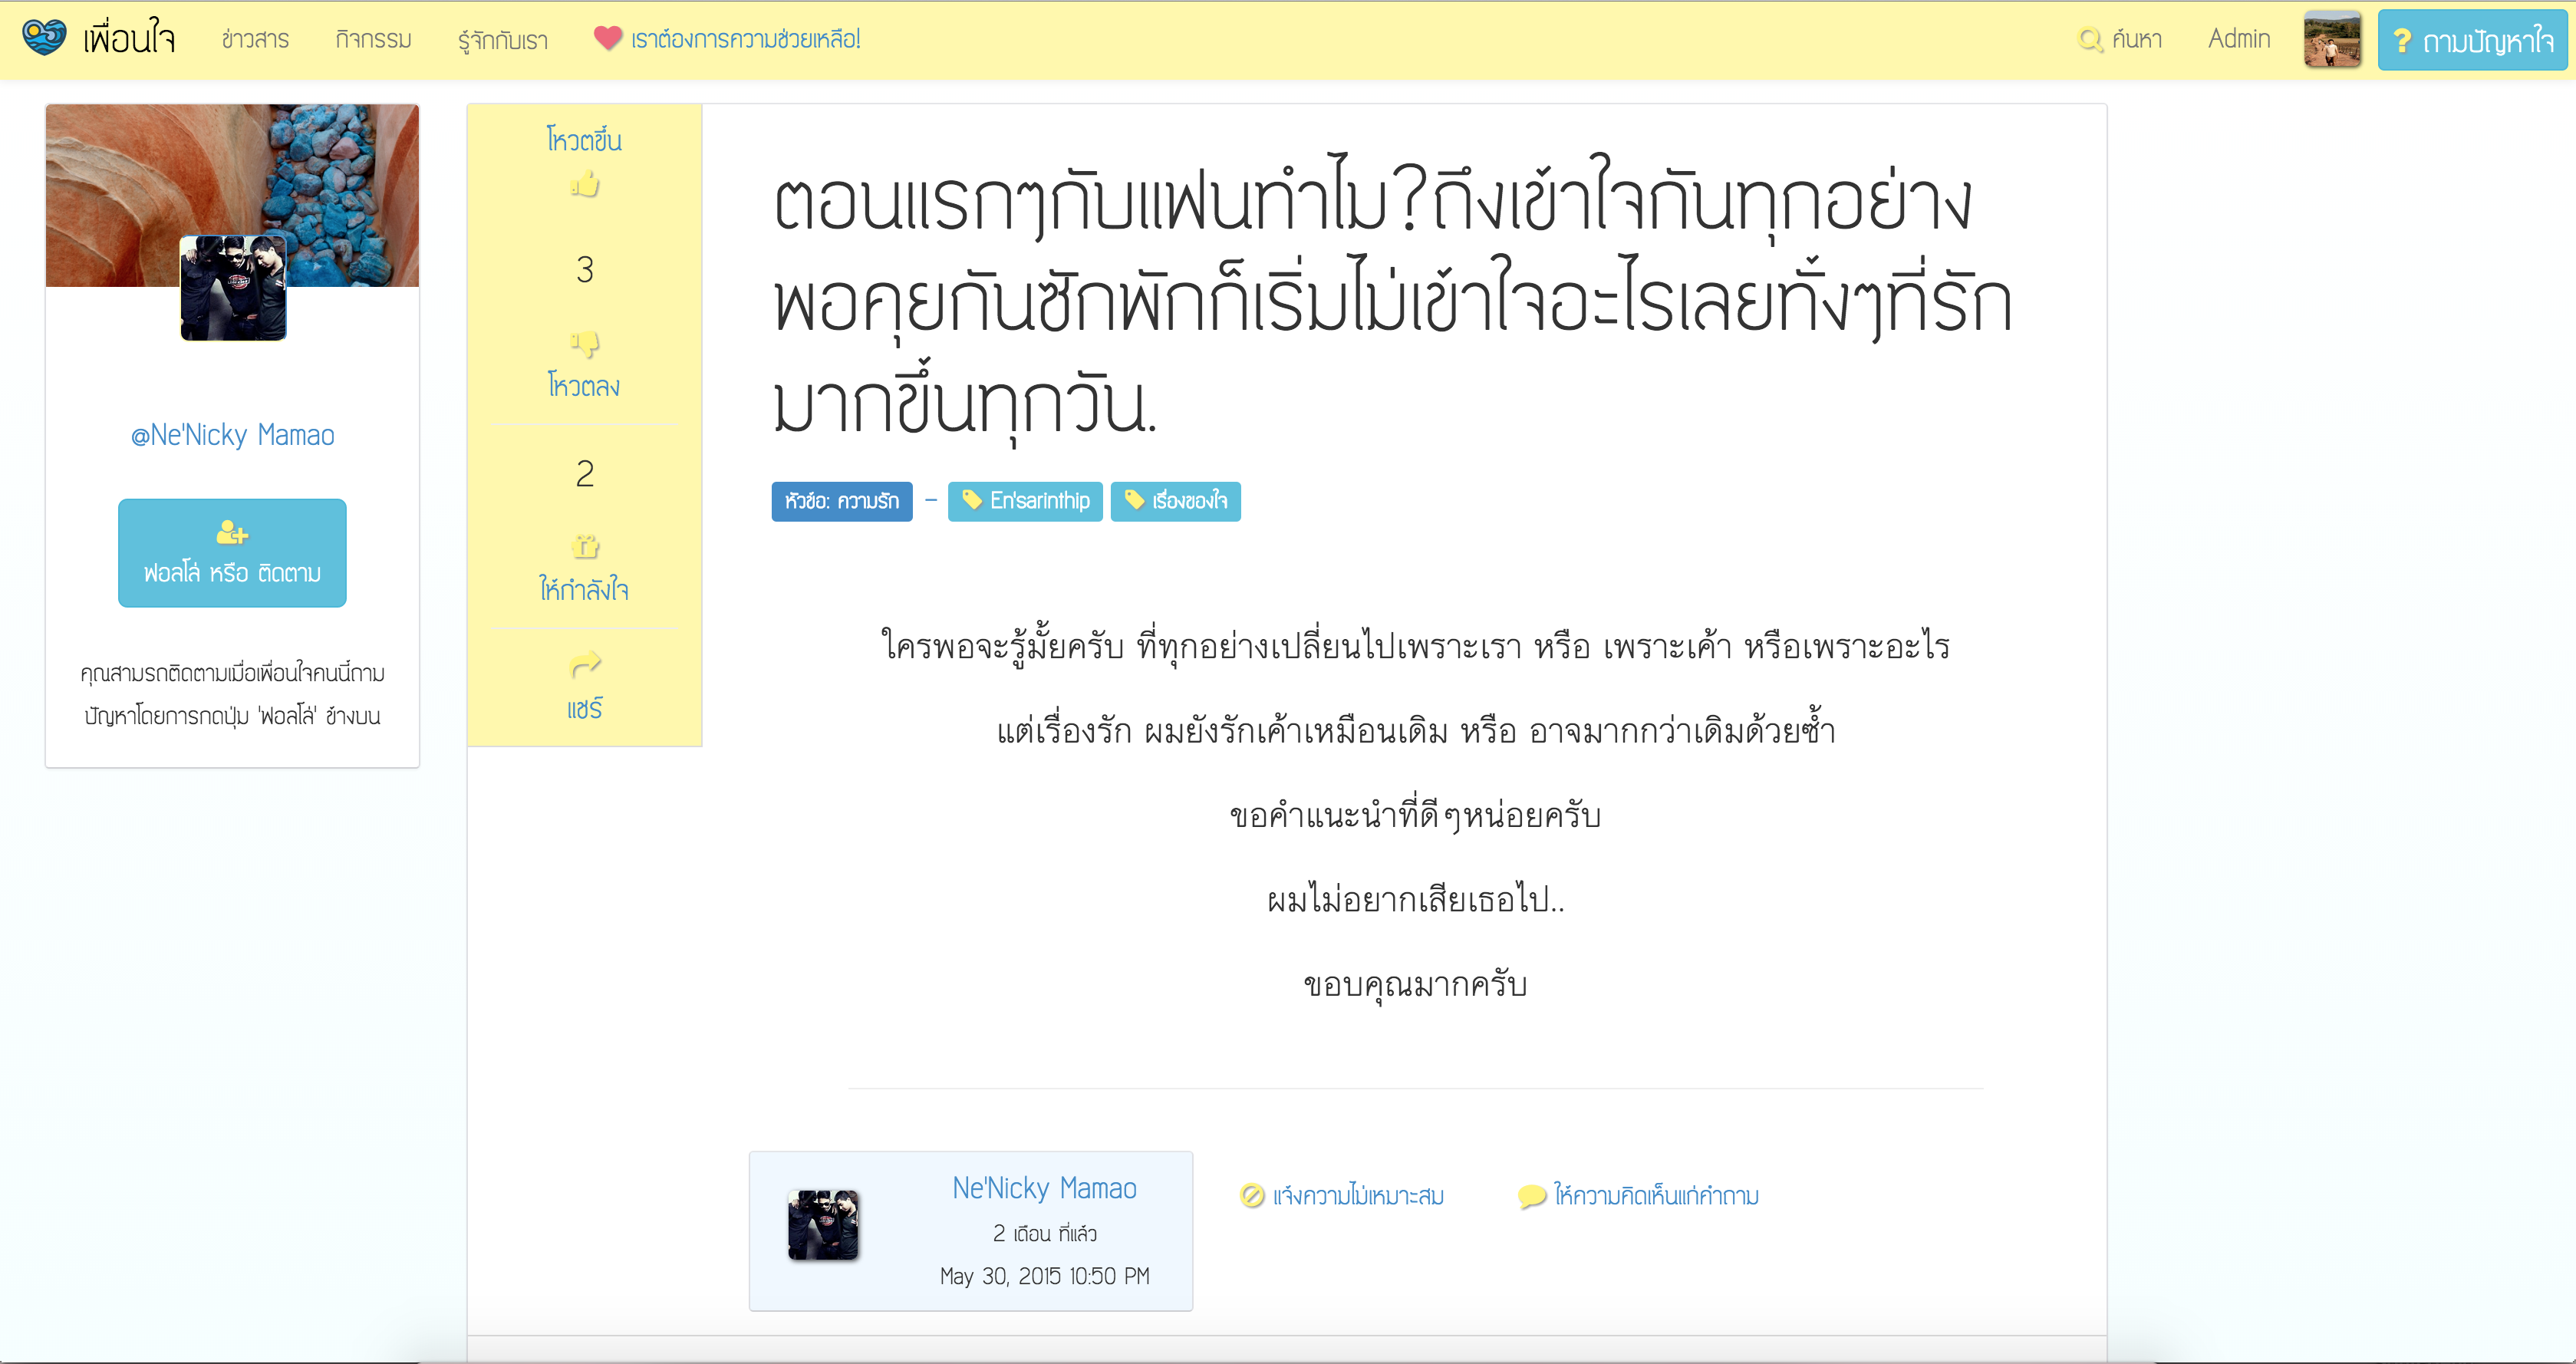 เพื่อนใจ ข่าวสาร กิจกรรม รู้จักกับเรา เราต้องการความช่วยเหลือ! ค้นหา Admin ? ถามปัญหาใจ
@Ne'Nicky Mamao
ฟอลโล่ หรือ ติดตาม
คุณสามรถติดตามเมื่อเพื่อนใจคนนี้ถาม
ปัญหาโดยการกดปุ่ม 'ฟอลโล่' ข้างบน
โหวตขึ้น
3
โหวตลง
2
ให้กำลังใจ
แชร์
ตอนแรกๆกับแฟนทำไม?ถึงเข้าใจกันทุกอย่าง
พอคุยกันซักพักก็เริ่มไม่เข้าใจอะไรเลยทั้งๆที่รัก
มากขึ้นทุกวัน.
หัวข้อ: ความรัก – En'sarinthip เรื่องของใจ
ใครพอจะรู้มั้ยครับ ที่ทุกอย่างเปลี่ยนไปเพราะเรา หรือ เพราะเค้า หรือเพราะอะไร
แต่เรื่องรัก ผมยังรักเค้าเหมือนเดิม หรือ อาจมากกว่าเดิมด้วยซ้ำ
ขอคำแนะนำที่ดีๆหน่อยครับ
ผมไม่อยากเสียเธอไป..
ขอบคุณมากครับ
Ne'Nicky Mamao
2 เดือน ที่แล้ว
May 30, 2015 10:50 PM
แจ้งความไม่เหมาะสม ให้ความคิดเห็นแก่คำถาม